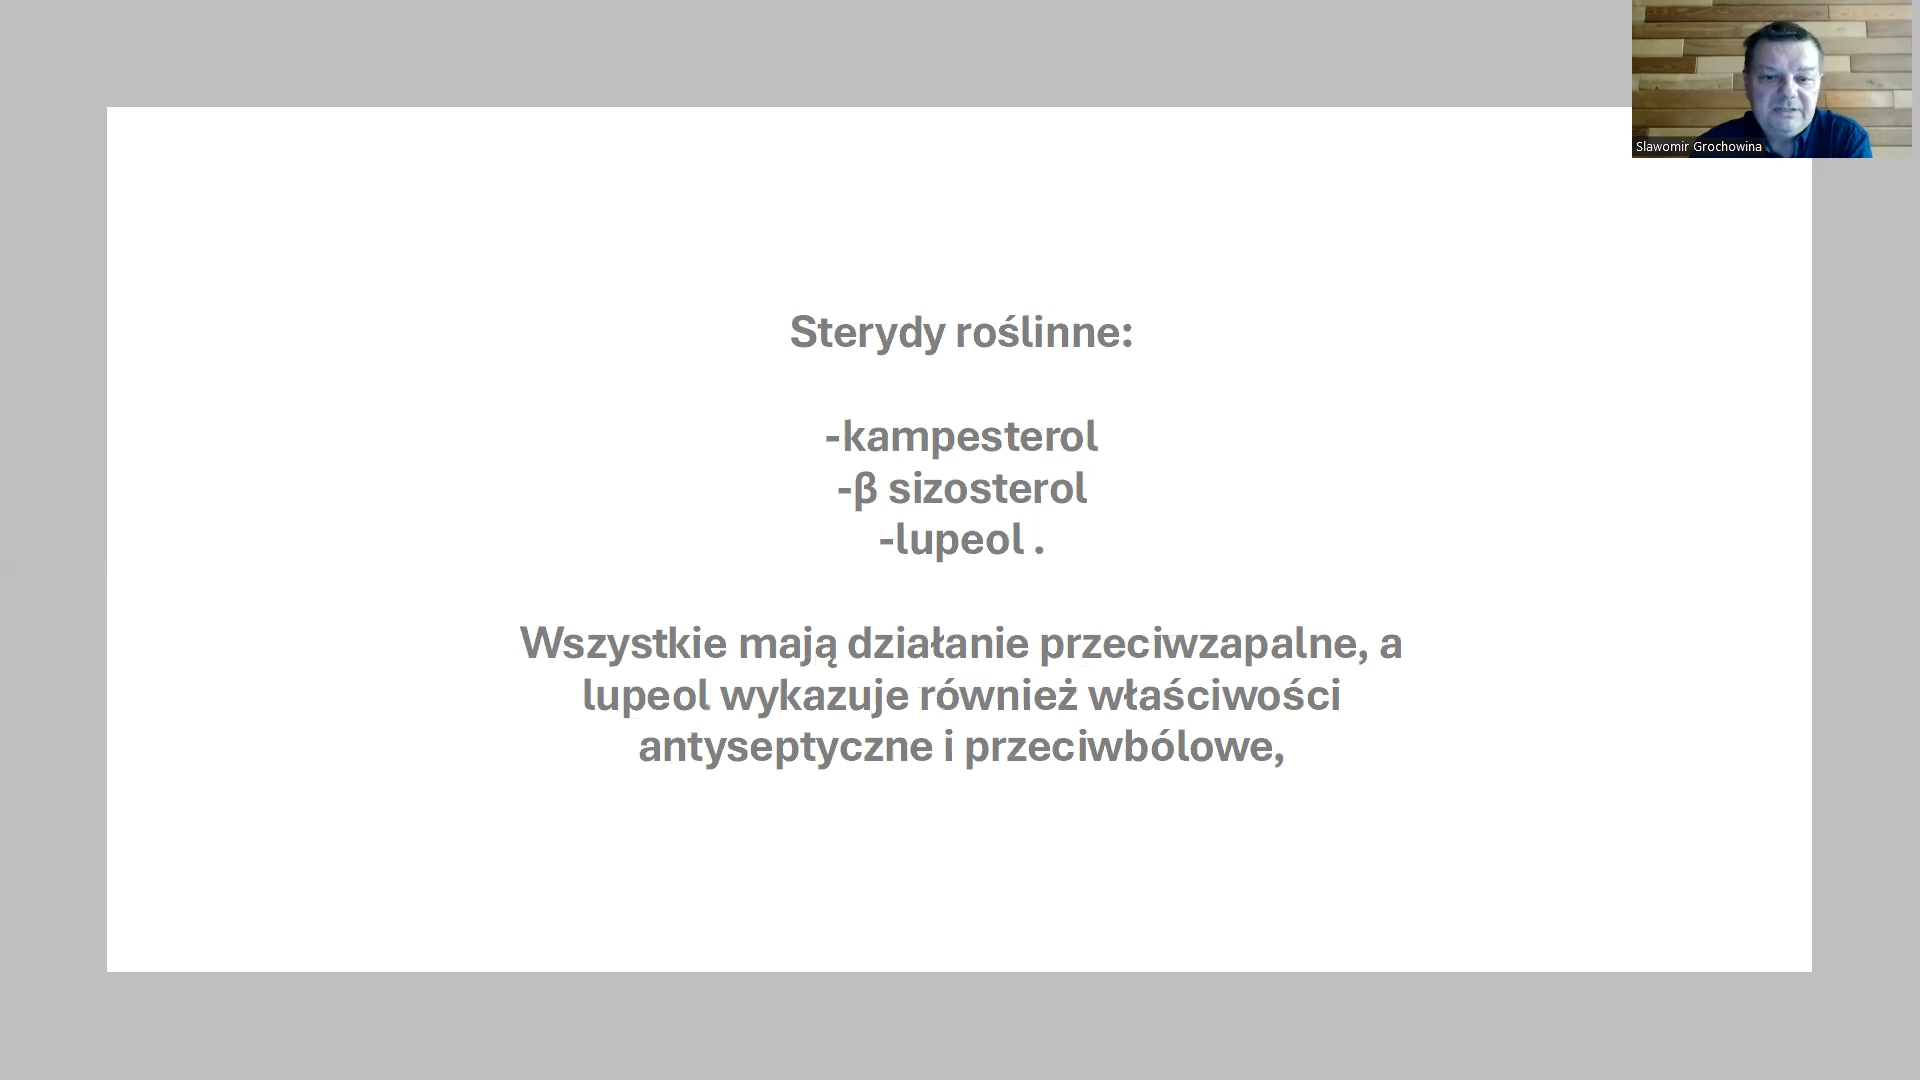 Slawomir Grochowina
Sterydy roślinne:
-kampesterol
-β sizosterol
-lupeol .
Wszystkie mają działanie przeciwzapalne, a
lupeol wykazuje również właściwości
antyseptyczne i przeciwbólowe,